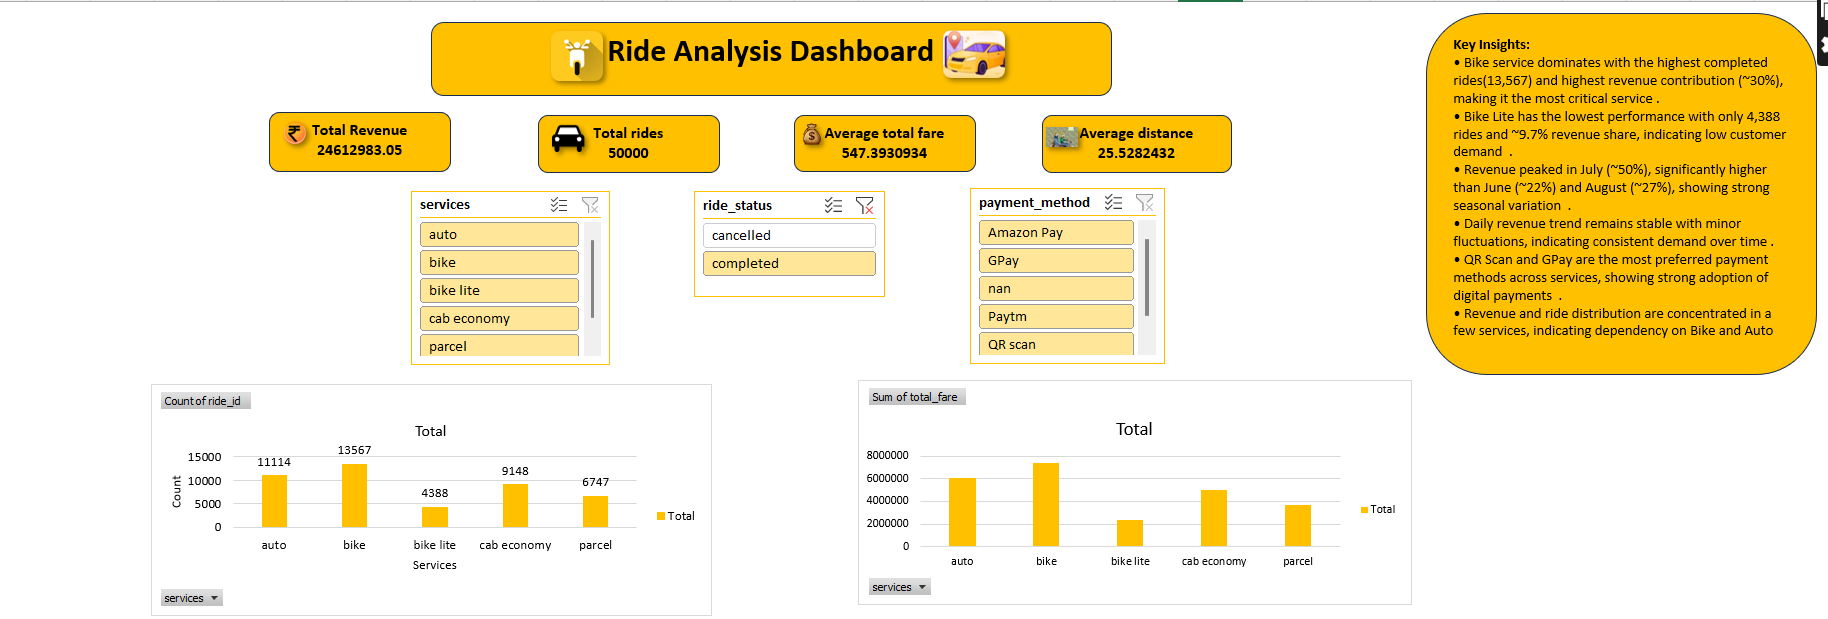 Ride Analysis Dashboard
Total Revenue
24612983.05
Total rides
50000
Average total fare
547.3930934
Average distance
25.5282432
Key Insights:
• Bike service dominates with the highest completed
rides(13,567) and highest revenue contribution (~30%),
making it the most critical service .
• Bike Lite has the lowest performance with only 4,388
rides and ~9.7% revenue share, indicating low customer
demand .
• Revenue peaked in July (~50%), significantly higher
than June (~22%) and August (~27%), showing strong
seasonal variation .
• Daily revenue trend remains stable with minor
fluctuations, indicating consistent demand over time .
• QR Scan and GPay are the most preferred payment
methods across services, showing strong adoption of
digital payments .
• Revenue and ride distribution are concentrated in a
few services, indicating dependency on Bike and Auto
services
auto
bike
bike lite
cab economy
parcel
ride_status
cancelled
completed
payment_method
Amazon Pay
GPay
nan
Paytm
QR scan
Count of ride_id
Total
15000
10000
5000
0
Count
11114
13567
4388
9148
6747
auto
bike
bike lite
cab economy
parcel
Services
Total
services
Sum of total_fare
Total
8000000
6000000
4000000
2000000
0
auto
bike
bike lite
cab economy
parcel
Total
services